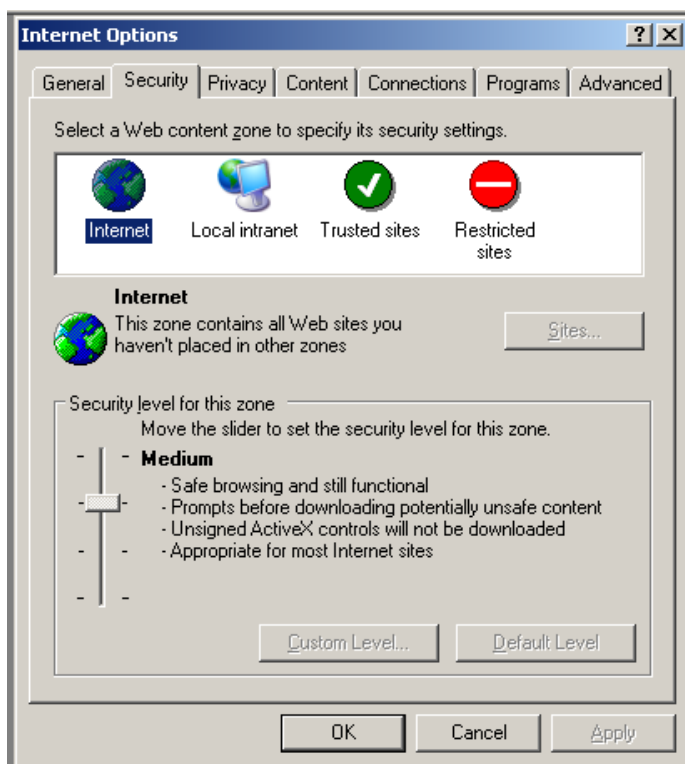 Internet Options
General Security Privacy Content Connections Programs Advanced
Select a Web content zone to specify its security settings.
Internet Local intranet Trusted sites Restricted
sites
Internet
This zone contains all Web sites you
haven't placed in other zones
Sites...
Security level for this zone
Move the slider to set the security level for this zone.
Medium
- Safe browsing and still functional
- Prompts before downloading potentially unsafe content
- Unsigned ActiveX controls will not be downloaded
- Appropriate for most Internet sites
Custom Level... Default Level
OK Cancel Apply